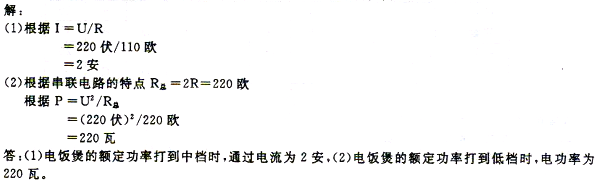 解:
(1)根据 I=U/R
=220 伏/110 欧
=2 安
(2)根据串联电路的特点 R总=2R=220 欧
根据 P=U²/R总
=(220 伏)²/220 欧
=220 瓦
答:(1)电饭煲的额定功率打到中档时,通过电流为 2 安,(2)电饭煲的额定功率打到低档时,电功率为
220 瓦。